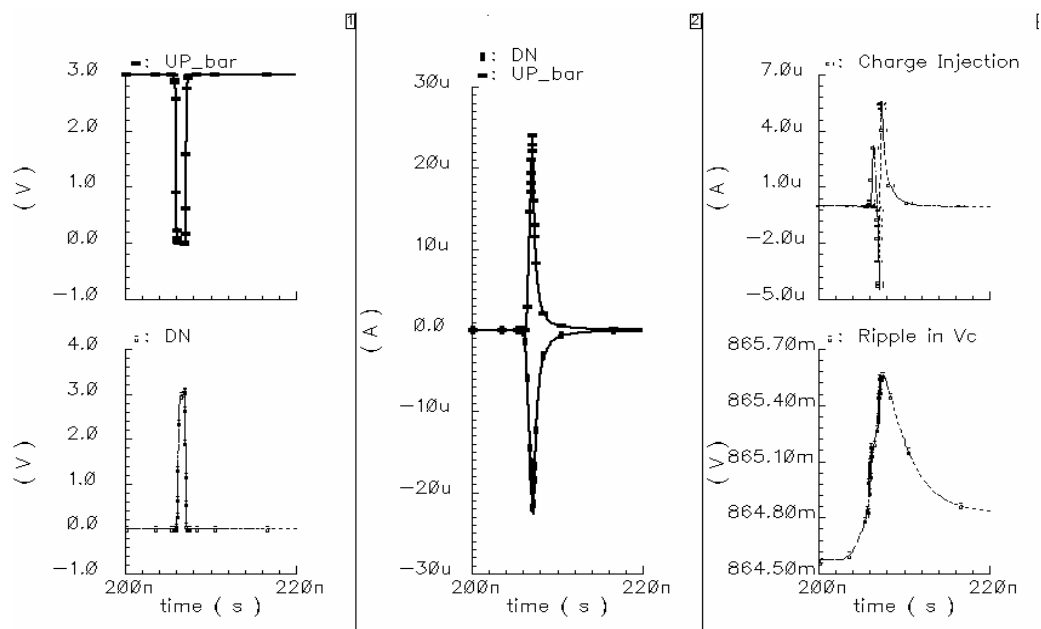 1
UP_bar
3.0
2.0
1.0
0.0
-1.0
( V )
DN
4.0
3.0
2.0
1.0
0.0
-1.0
( V )
200n
220n
time ( s )
2
DN
UP_bar
30u
20u
10u
0.0
-10u
-20u
-30u
( A )
200n
220n
time ( s )
Charge Injection
7.0u
4.0u
1.0u
-2.0u
-5.0u
( A )
Ripple in Vc
865.70m
865.40m
865.10m
864.80m
864.50m
( V )
200n
220n
time ( s )